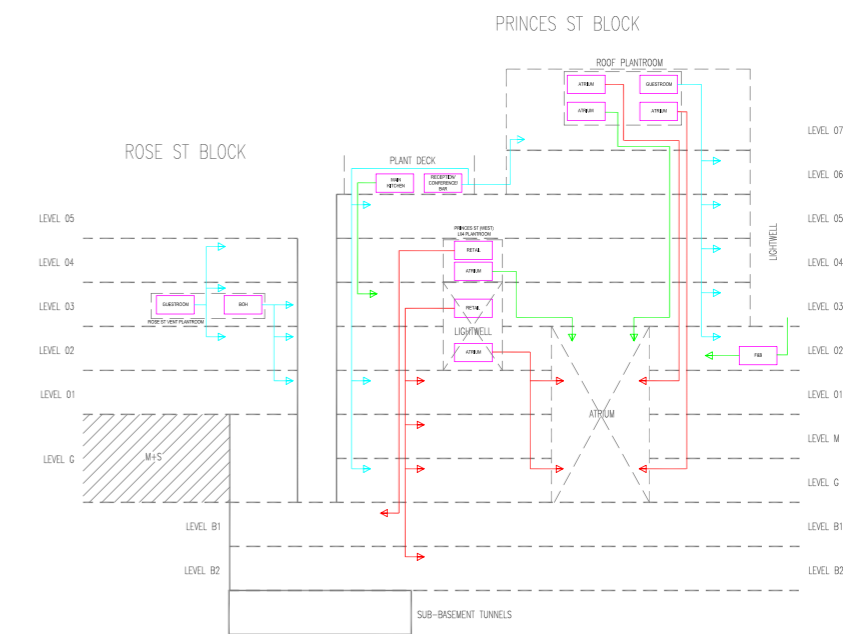 PRINCES ST BLOCK
ROOF PLANTROOM
ATRIUM
GUESTROOM
ATRIUM
ATRIUM
LEVEL 07
ROSE ST BLOCK
PLANT DECK
LEVEL 06
MAIN
KITCHEN
RECEPTION/
CONFERENCE/
BAR
LEVEL 05
LEVEL 05
PRINCES ST (WEST)
L04 PLANTROOM
RETAIL
LIGHTWELL
LEVEL 04
ATRIUM
LEVEL 04
GUESTROOM
BOH
RETAIL
LEVEL 03
LEVEL 03
ROSE ST VENT PLANTROOM
LIGHTWELL
LEVEL 02
ATRIUM
F&B
LEVEL 02
LEVEL 01
LEVEL 01
ATRIUM
LEVEL M
LEVEL G
M+S
LEVEL G
LEVEL B1
LEVEL B1
LEVEL B2
LEVEL B2
SUB-BASEMENT TUNNELS